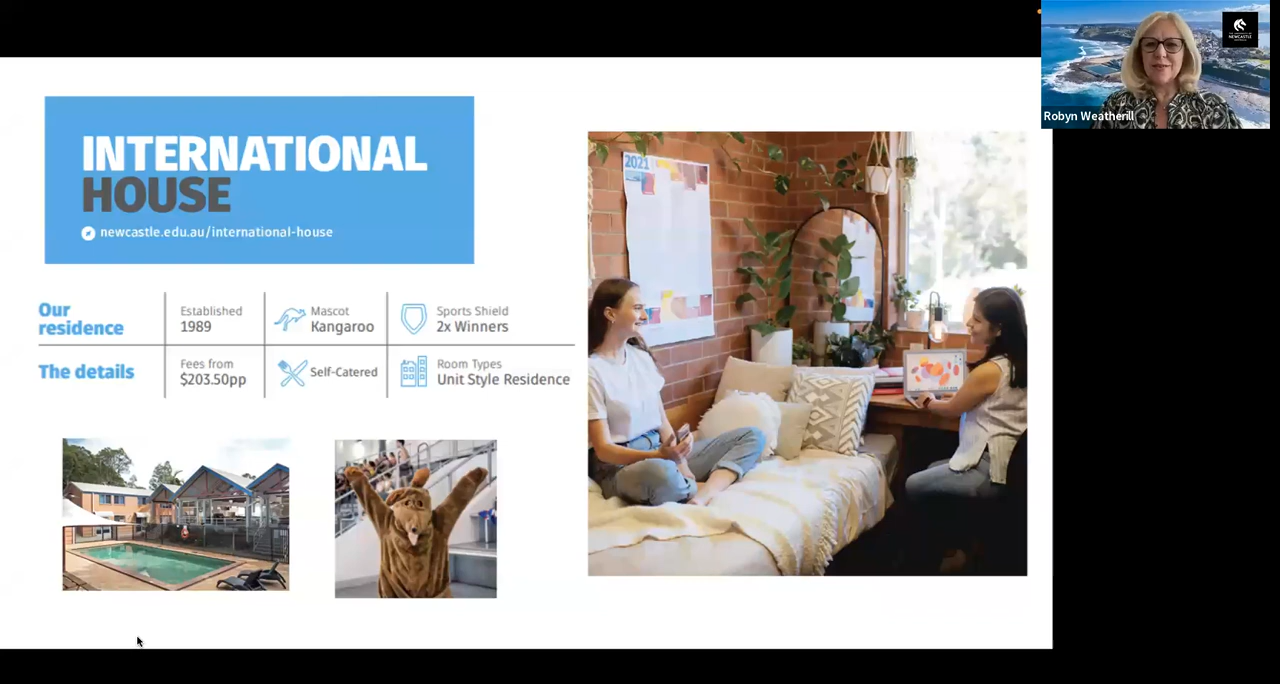 INTERNATIONAL
HOUSE
newcastle.edu.au/international-house
Our
residence
Established
1989
Mascot
Kangaroo
Sports Shield
2x Winners
The details
Fees from
$203.50pp
Self-Catered
Room Types
Unit Style Residence
2021
Robyn Weatherill
NEWCASTLE